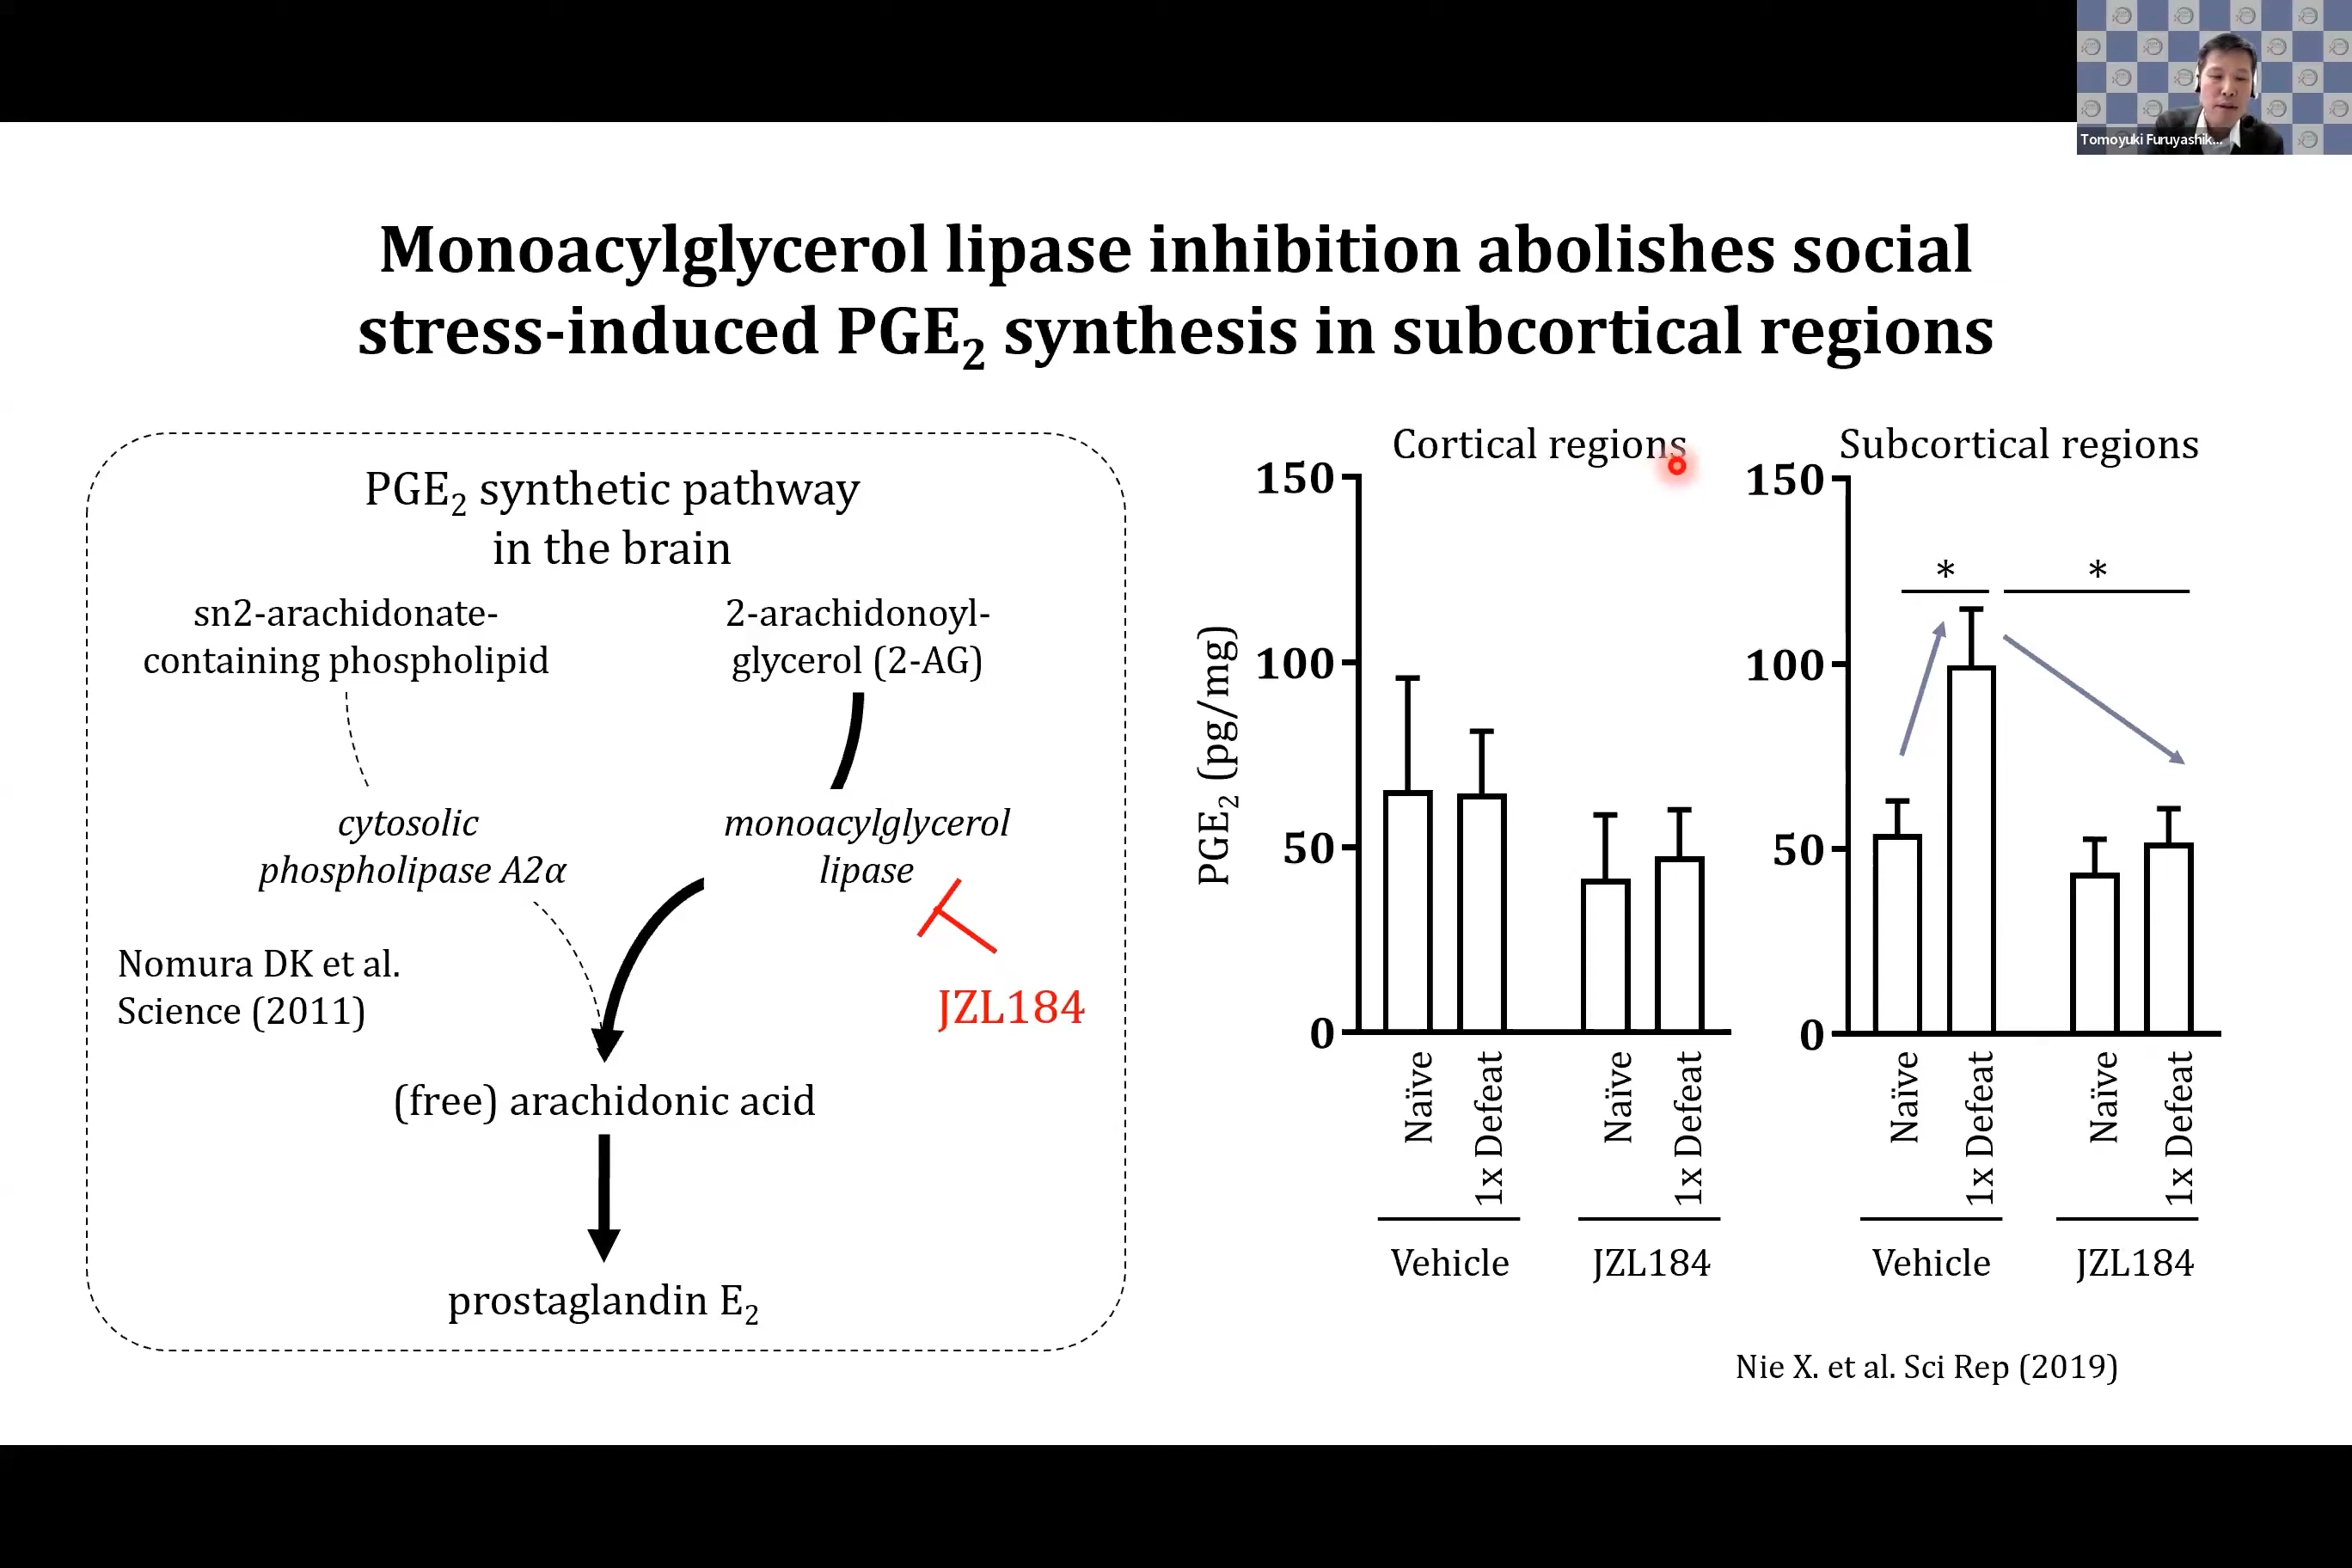 Tomoyuki Furuyashik...
Monoacylglycerol lipase inhibition abolishes social
stress-induced PGE₂ synthesis in subcortical regions
PGE₂ synthetic pathway
in the brain
sn2-arachidonate-
containing phospholipid
2-arachidonoyl-
glycerol (2-AG)
cytosolic
phospholipase A2α
monoacylglycerol
lipase
JZL184
Nomura DK et al.
Science (2011)
(free) arachidonic acid
prostaglandin E₂
PGE₂ (pg/mg)
Cortical regions
150
100
50
0
Naïve
1x Defeat
Naïve
1x Defeat
Vehicle
JZL184
Subcortical regions
150
100
50
0
* *
Naïve
1x Defeat
Naïve
1x Defeat
Vehicle
JZL184
Nie X. et al. Sci Rep (2019)